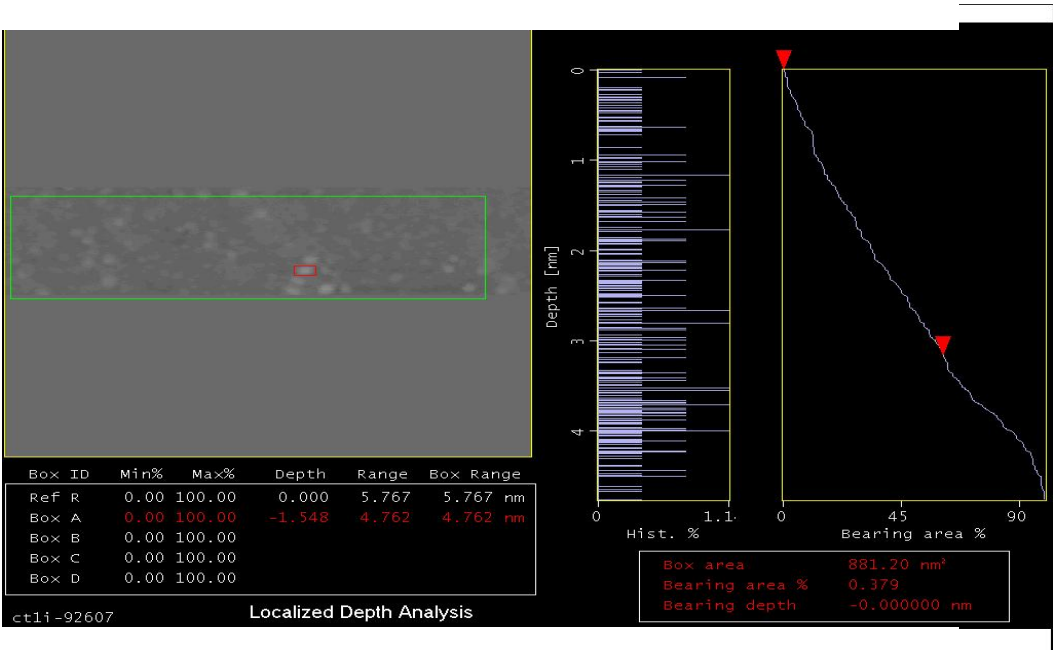 0
1
2
3
4
Depth [nm]
0 1.1
Hist. %
0 45 90
Bearing area %
Box ID Min% Max% Depth Range Box Range
Ref R 0.00 100.00 0.000 5.767 5.767 nm
Box A 0.00 100.00 -1.548 4.762 4.762 nm
Box B 0.00 100.00
Box C 0.00 100.00
Box D 0.00 100.00
Box area 881.20 nm²
Bearing area % 0.379
Bearing depth -0.000000 nm
ct1i-92607
Localized Depth Analysis